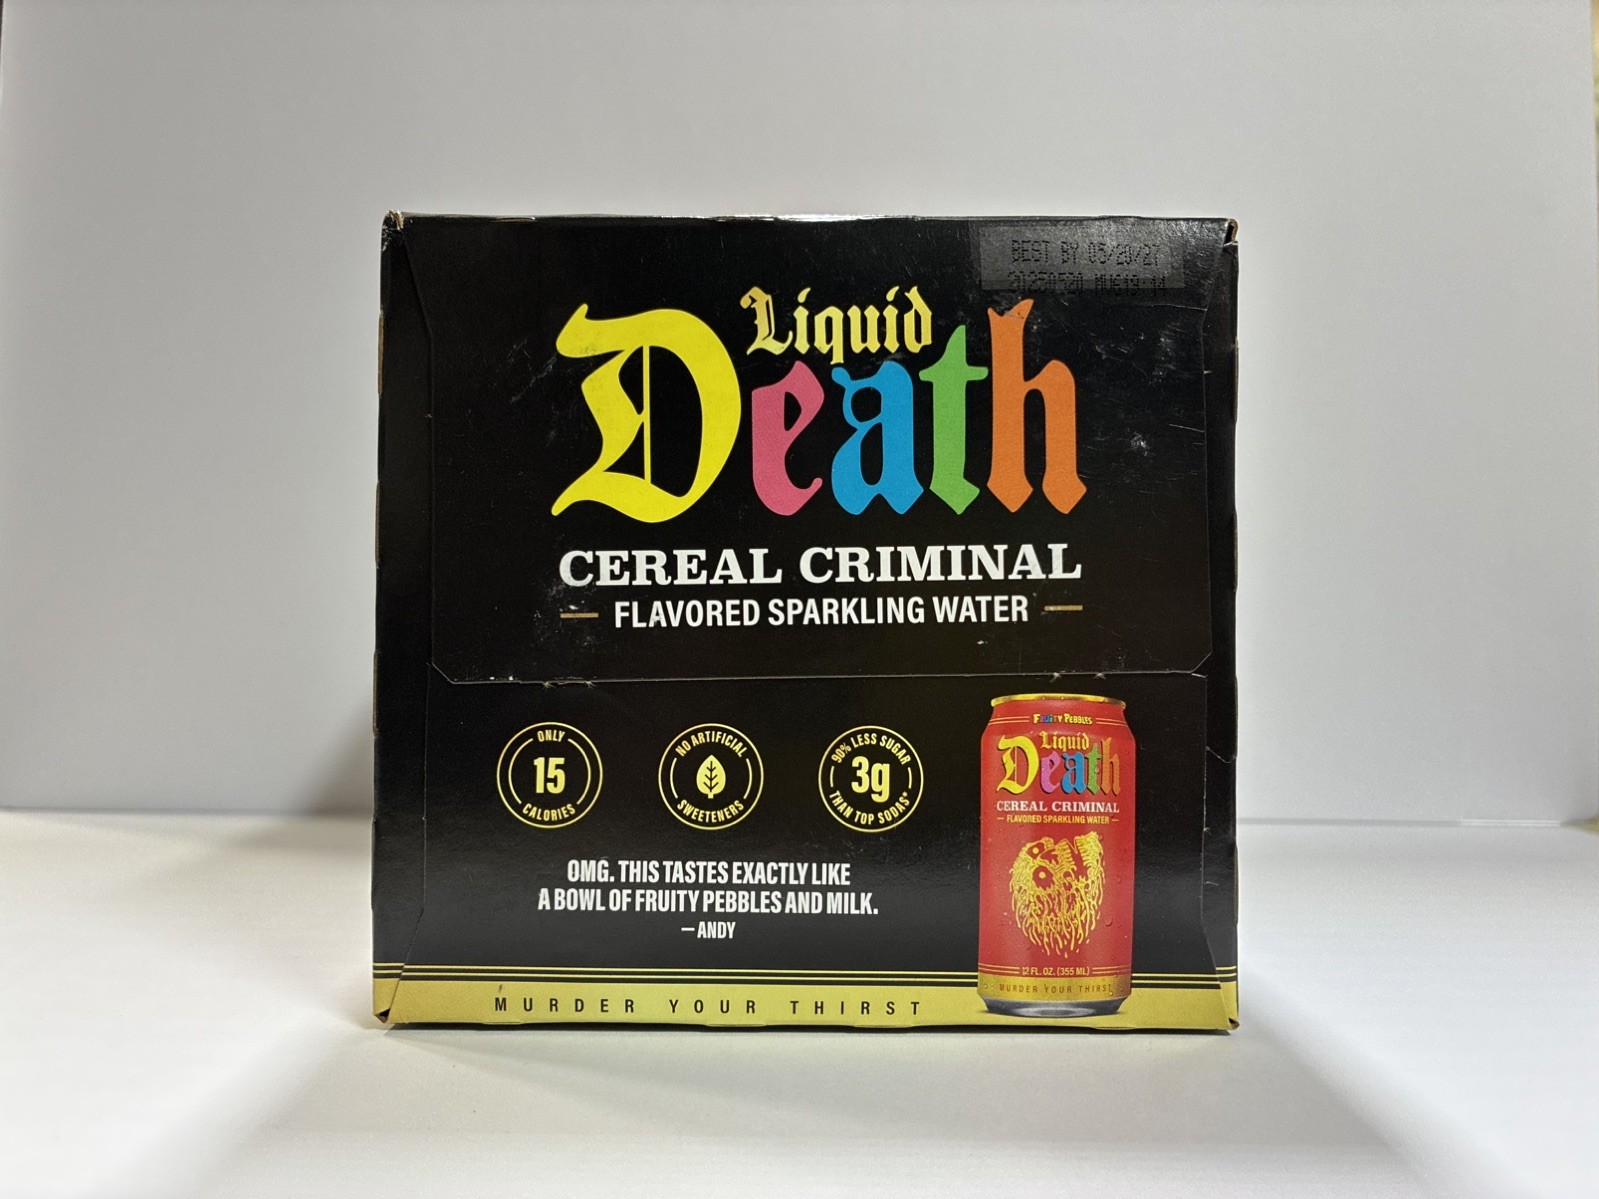 BEST BY 05/20/27
20250520
Liquid
Death
CEREAL CRIMINAL
FLAVORED SPARKLING WATER
ONLY
15
CALORIES
NO ARTIFICIAL
SWEETENERS
90% LESS SUGAR
3g
THAN TOP SODAS*
OMG. THIS TASTES EXACTLY LIKE
A BOWL OF FRUITY PEBBLES AND MILK.
— ANDY
MURDER YOUR THIRST
FRUITY PEBBLES
Liquid
Death
CEREAL CRIMINAL
FLAVORED SPARKLING WATER
12 FL. OZ. (355 ML)
MURDER YOUR THIRST